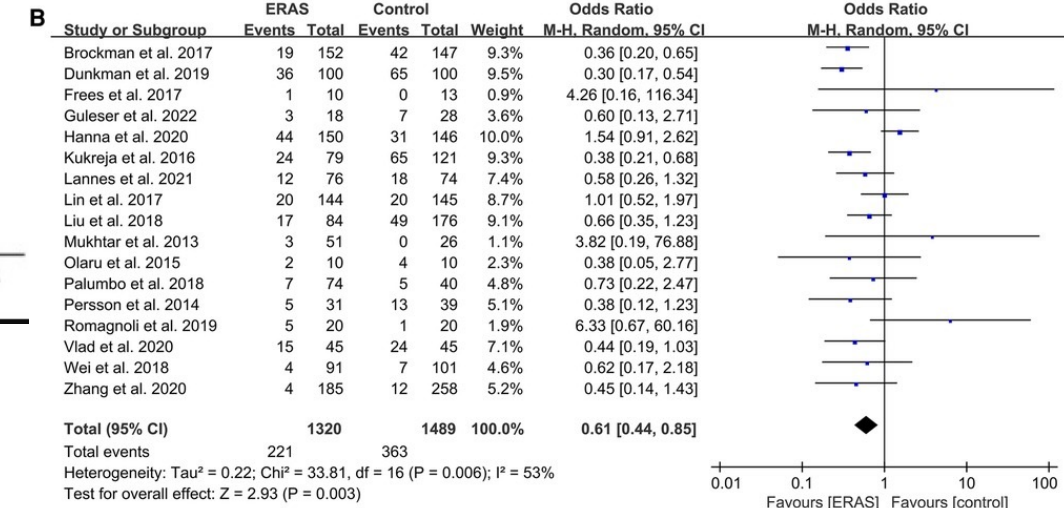 B
ERAS Control Odds Ratio Odds Ratio
Study or Subgroup Events Total Events Total Weight M-H, Random, 95% CI M-H, Random, 95% CI
Brockman et al. 2017 19 152 42 147 9.3% 0.36 [0.20, 0.65]
Dunkman et al. 2019 36 100 65 100 9.5% 0.30 [0.17, 0.54]
Frees et al. 2017 1 10 0 13 0.9% 4.26 [0.16, 116.34]
Guleser et al. 2022 3 18 7 28 3.6% 0.60 [0.13, 2.71]
Hanna et al. 2020 44 150 31 146 10.0% 1.54 [0.91, 2.62]
Kukreja et al. 2016 24 79 65 121 9.3% 0.38 [0.21, 0.68]
Lannes et al. 2021 12 76 18 74 7.4% 0.58 [0.26, 1.32]
Lin et al. 2017 20 144 20 145 8.7% 1.01 [0.52, 1.97]
Liu et al. 2018 17 84 49 176 9.1% 0.66 [0.35, 1.23]
Mukhtar et al. 2013 3 51 0 26 1.1% 3.82 [0.19, 76.88]
Olaru et al. 2015 2 10 4 10 2.3% 0.38 [0.05, 2.77]
Palumbo et al. 2018 7 74 5 40 4.8% 0.73 [0.22, 2.47]
Persson et al. 2014 5 31 13 39 5.1% 0.38 [0.12, 1.23]
Romagnoli et al. 2019 5 20 1 20 1.9% 6.33 [0.67, 60.16]
Vlad et al. 2020 15 45 24 45 7.1% 0.44 [0.19, 1.03]
Wei et al. 2018 4 91 7 101 4.6% 0.62 [0.17, 2.18]
Zhang et al. 2020 4 185 12 258 5.2% 0.45 [0.14, 1.43]
Total (95% CI) 1320 1489 100.0% 0.61 [0.44, 0.85]
Total events 221 363
Heterogeneity: Tau² = 0.22; Chi² = 33.81, df = 16 (P = 0.006); I² = 53%
Test for overall effect: Z = 2.93 (P = 0.003)
0.01 0.1 1 10 100
Favours [ERAS] Favours [control]